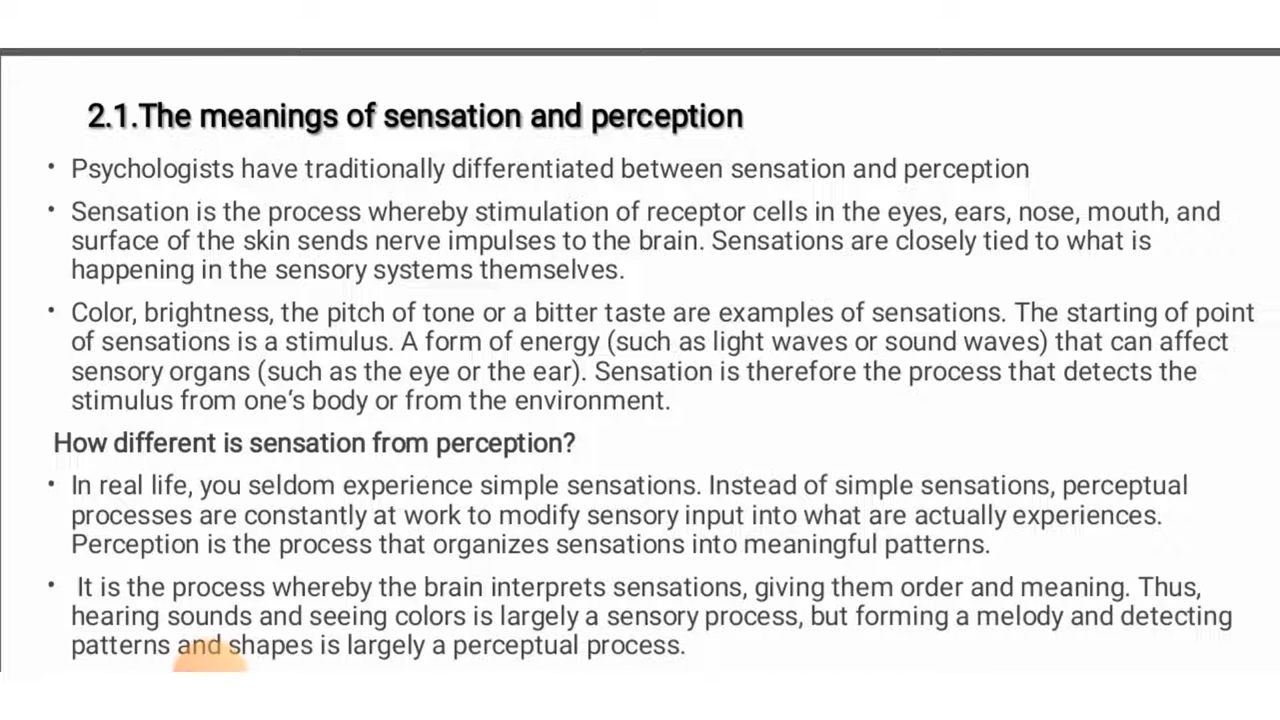 2.1.The meanings of sensation and perception
• Psychologists have traditionally differentiated between sensation and perception
• Sensation is the process whereby stimulation of receptor cells in the eyes, ears, nose, mouth, and
surface of the skin sends nerve impulses to the brain. Sensations are closely tied to what is
happening in the sensory systems themselves.
• Color, brightness, the pitch of tone or a bitter taste are examples of sensations. The starting of point
of sensations is a stimulus. A form of energy (such as light waves or sound waves) that can affect
sensory organs (such as the eye or the ear). Sensation is therefore the process that detects the
stimulus from one's body or from the environment.
How different is sensation from perception?
• In real life, you seldom experience simple sensations. Instead of simple sensations, perceptual
processes are constantly at work to modify sensory input into what are actually experiences.
Perception is the process that organizes sensations into meaningful patterns.
• It is the process whereby the brain interprets sensations, giving them order and meaning. Thus,
hearing sounds and seeing colors is largely a sensory process, but forming a melody and detecting
patterns and shapes is largely a perceptual process.